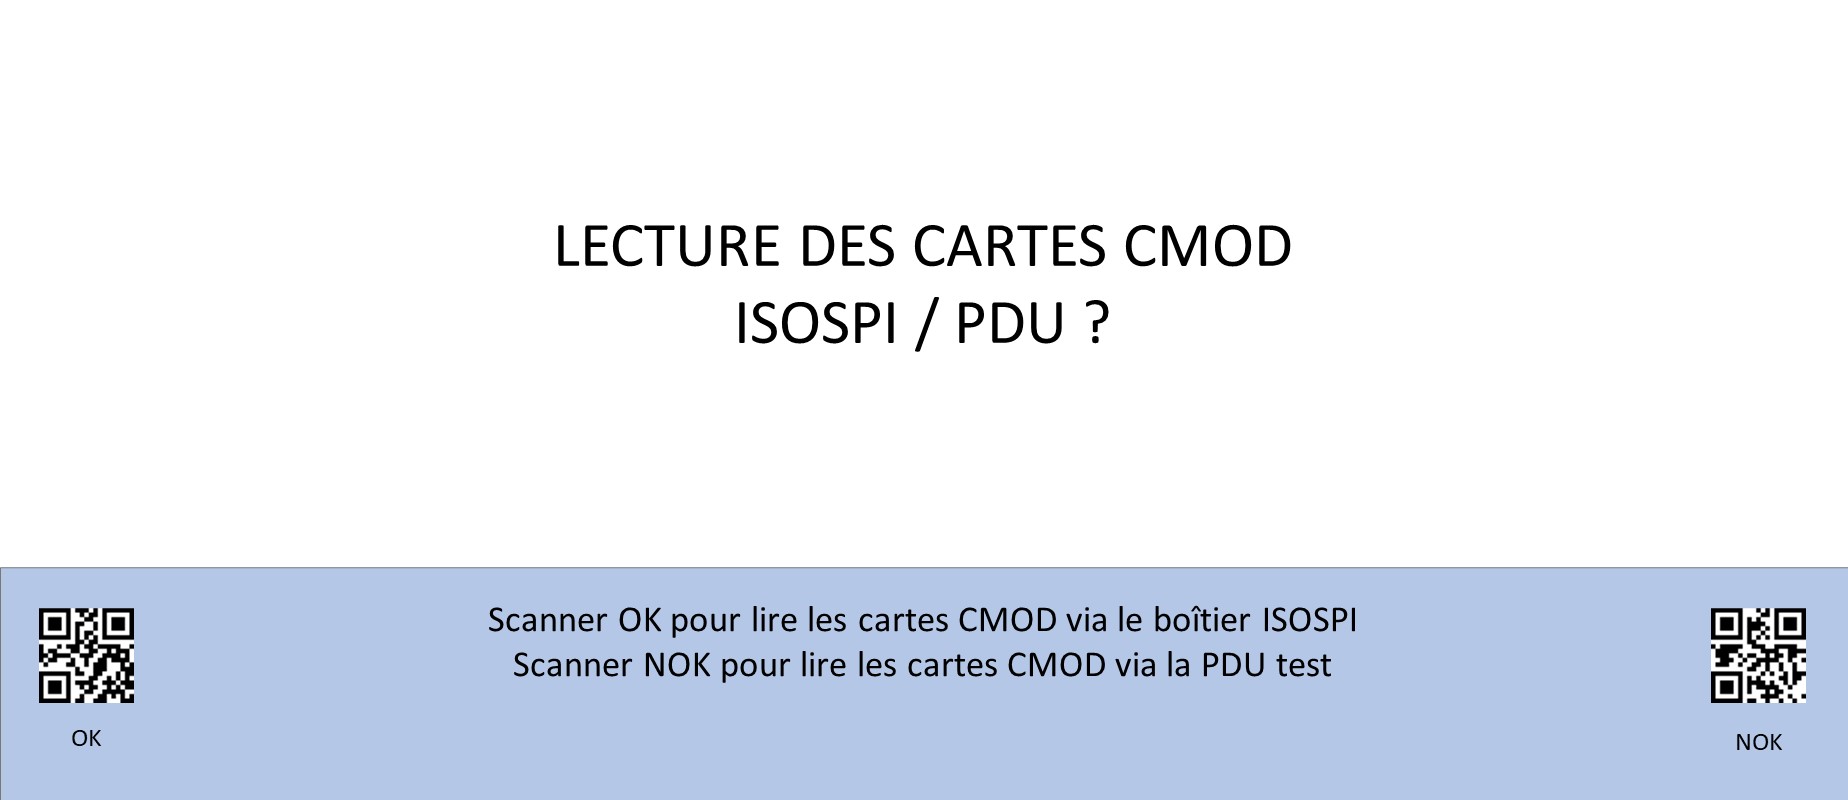 LECTURE DES CARTES CMOD
ISOSPI / PDU ?
Scanner OK pour lire les cartes CMOD via le boîtier ISOSPI
Scanner NOK pour lire les cartes CMOD via la PDU test
OK
NOK